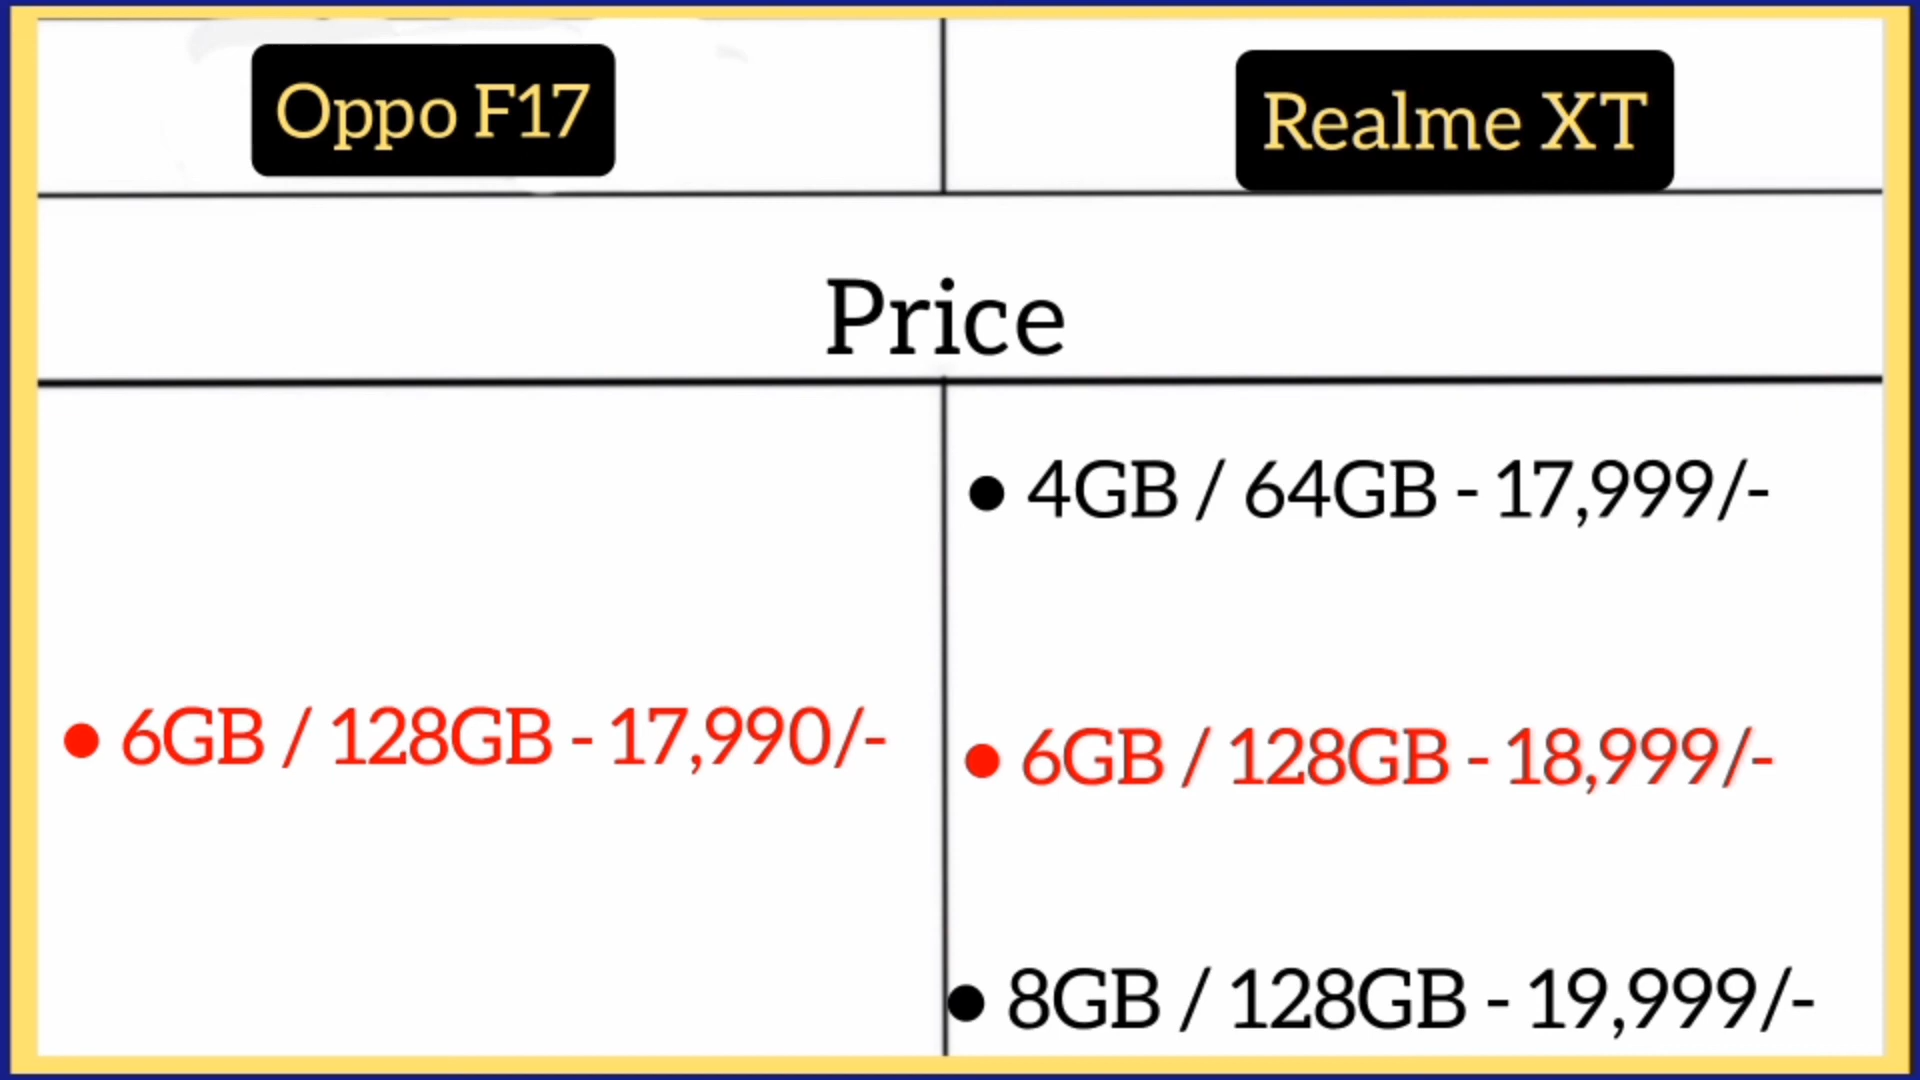 Oppo F17
Realme XT
Price
● 4GB / 64GB - 17,999/-
● 6GB / 128GB - 17,990/-
● 6GB / 128GB - 18,999/-
● 8GB / 128GB - 19,999/-